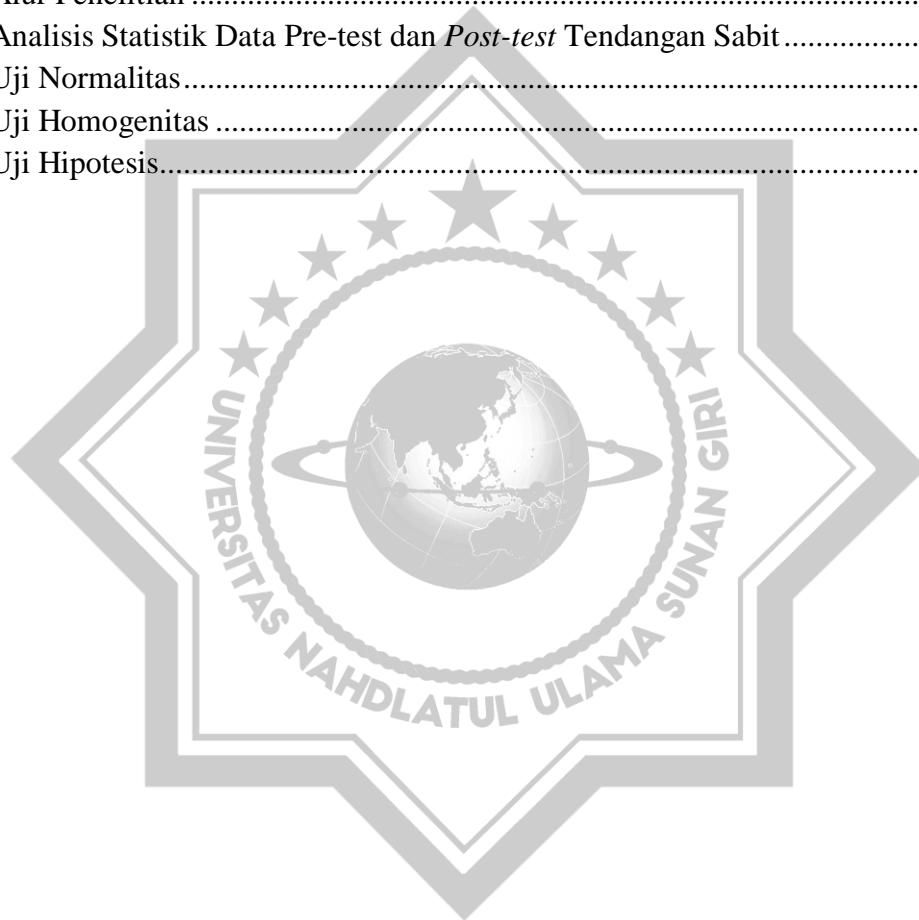 Alur Penelitian ........................................................................................
Analisis Statistik Data Pre-test dan Post-test Tendangan Sabit .................
Uji Normalitas .........................................................................................
Uji Homogenitas .....................................................................................
Uji Hipotesis............................................................................................
UNIVERSITAS NAHDLATUL ULAMA SUNAN GIRI